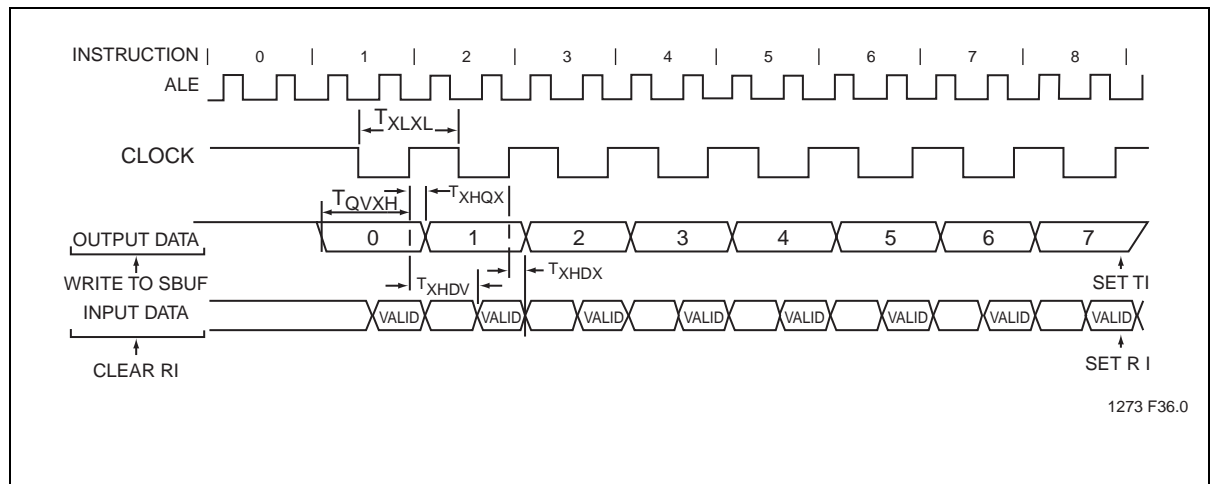 INSTRUCTION | 0 | 1 | 2 | 3 | 4 | 5 | 6 | 7 | 8 |
ALE
TXLXL
CLOCK
TQVXH
TXHQX
OUTPUT DATA
0 1 2 3 4 5 6 7
WRITE TO SBUF
TXHDV
TXHDX
SET TI
INPUT DATA
VALID VALID VALID VALID VALID VALID VALID VALID
CLEAR RI
SET R I
1273 F36.0